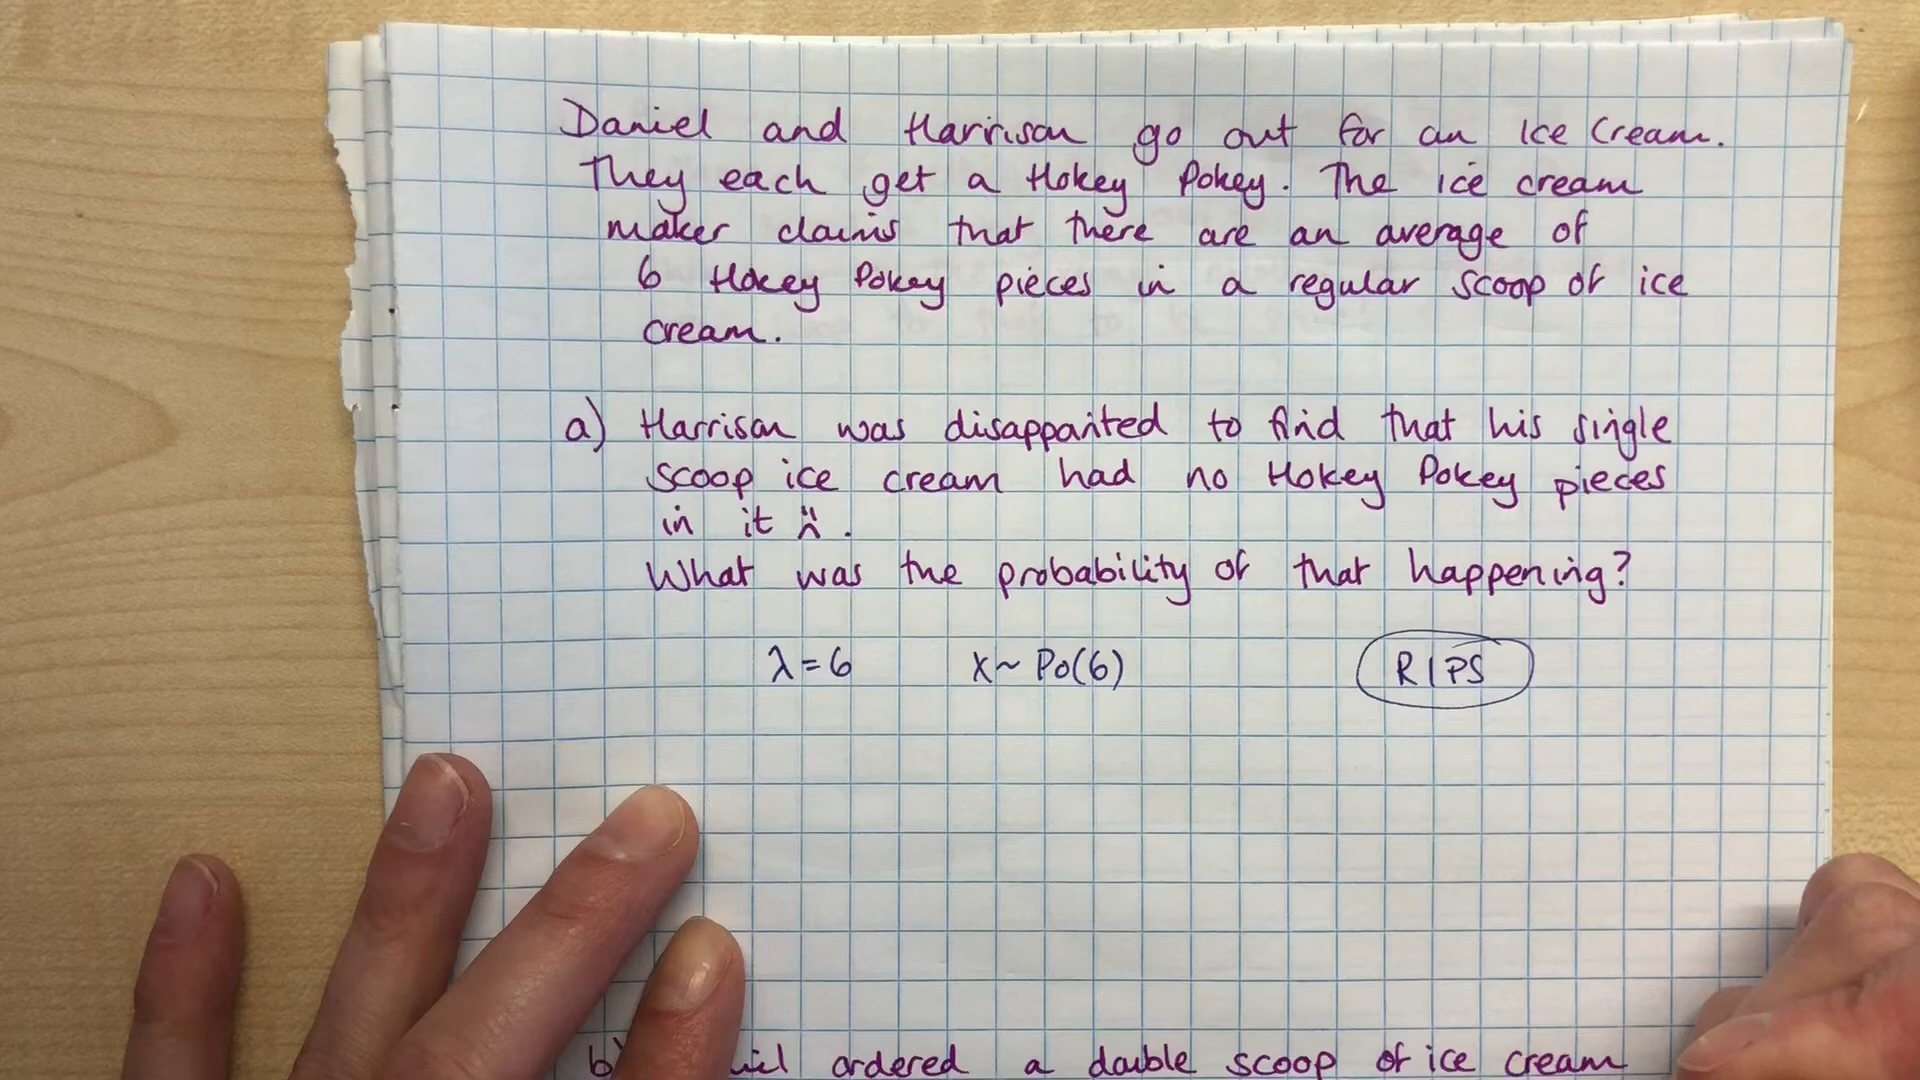 Daniel and Harrison go out for an Ice Cream.
They each get a Hokey Pokey. The ice cream
maker claims that there are an average of
6 Hokey Pokey pieces in a regular scoop of ice
cream.
a) Harrison was disappointed to find that his single
scoop ice cream had no Hokey Pokey pieces
in it .
What was the probability of that happening?
λ=6 X~ Po(6) RIPS
b) ordered a double scoop of ice cream